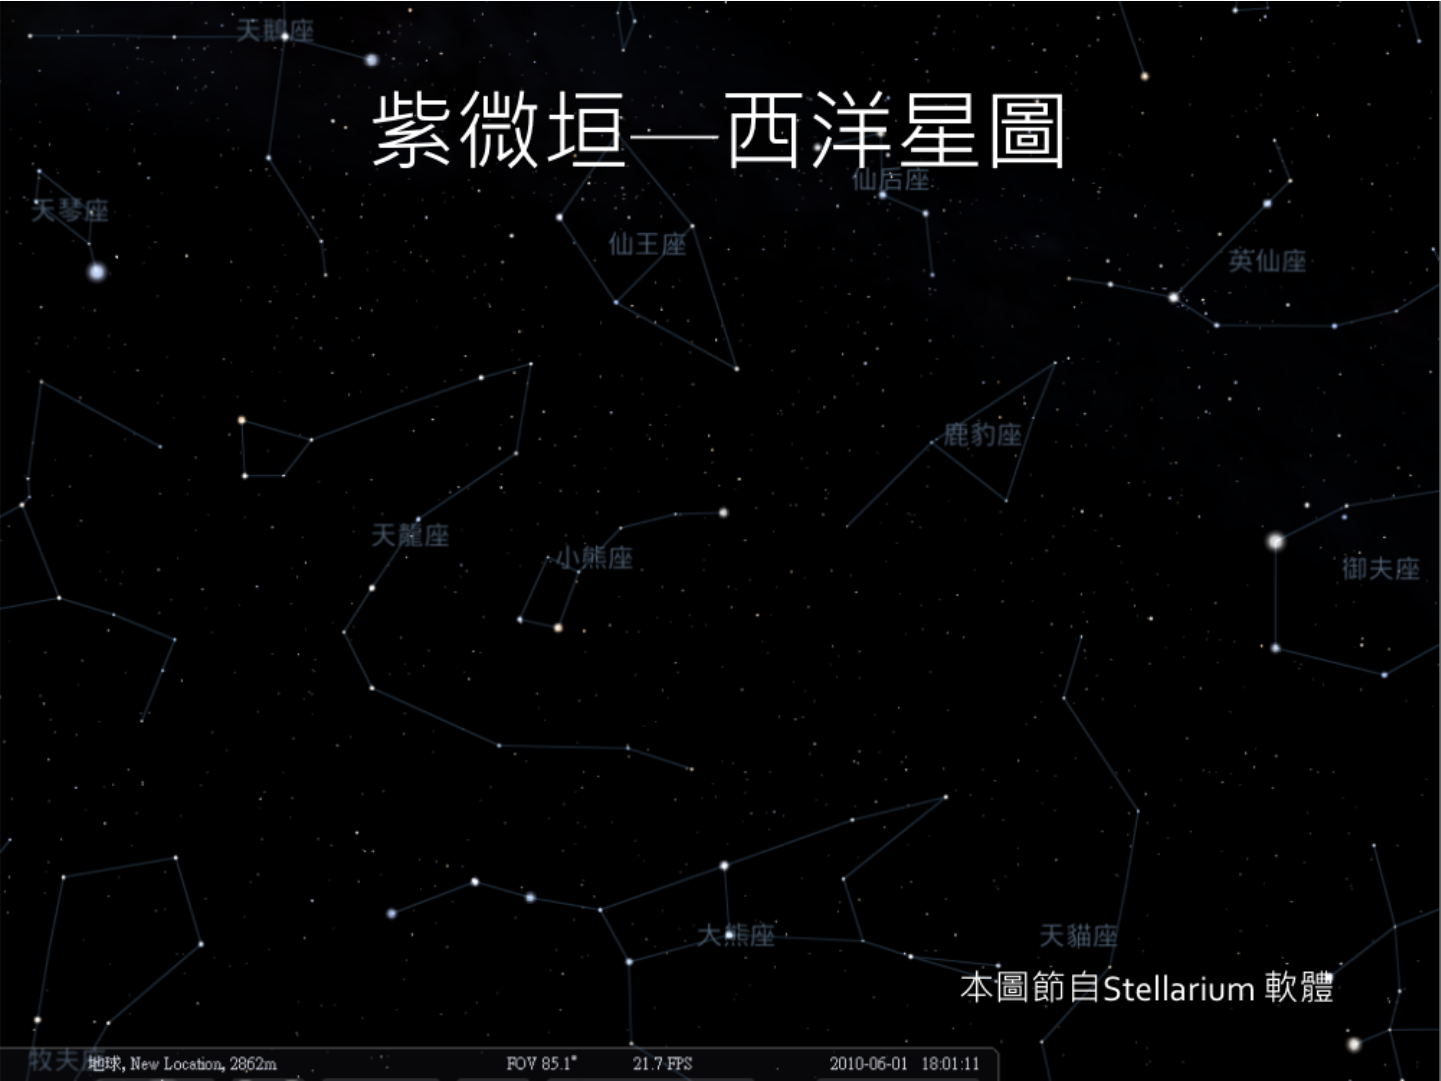 天鵝座
紫微垣—西洋星圖
仙后座
天琴座
仙王座
英仙座
鹿豹座
天龍座
小熊座
御夫座
大熊座
天貓座
本圖節自Stellarium 軟體
牧夫座
地球, New Location, 2862m
FOV 85.1°
21.7 FPS
2010-06-01 18:01:11